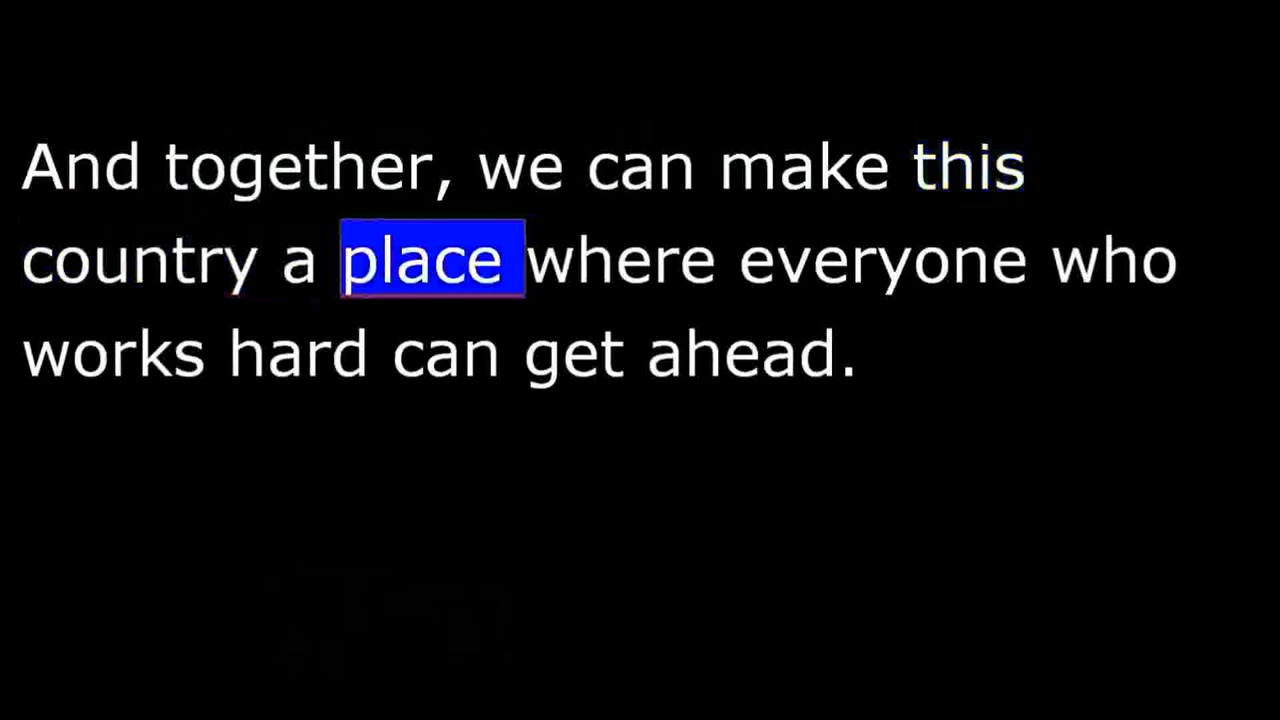 And together, we can make this
country a place where everyone who
works hard can get ahead.